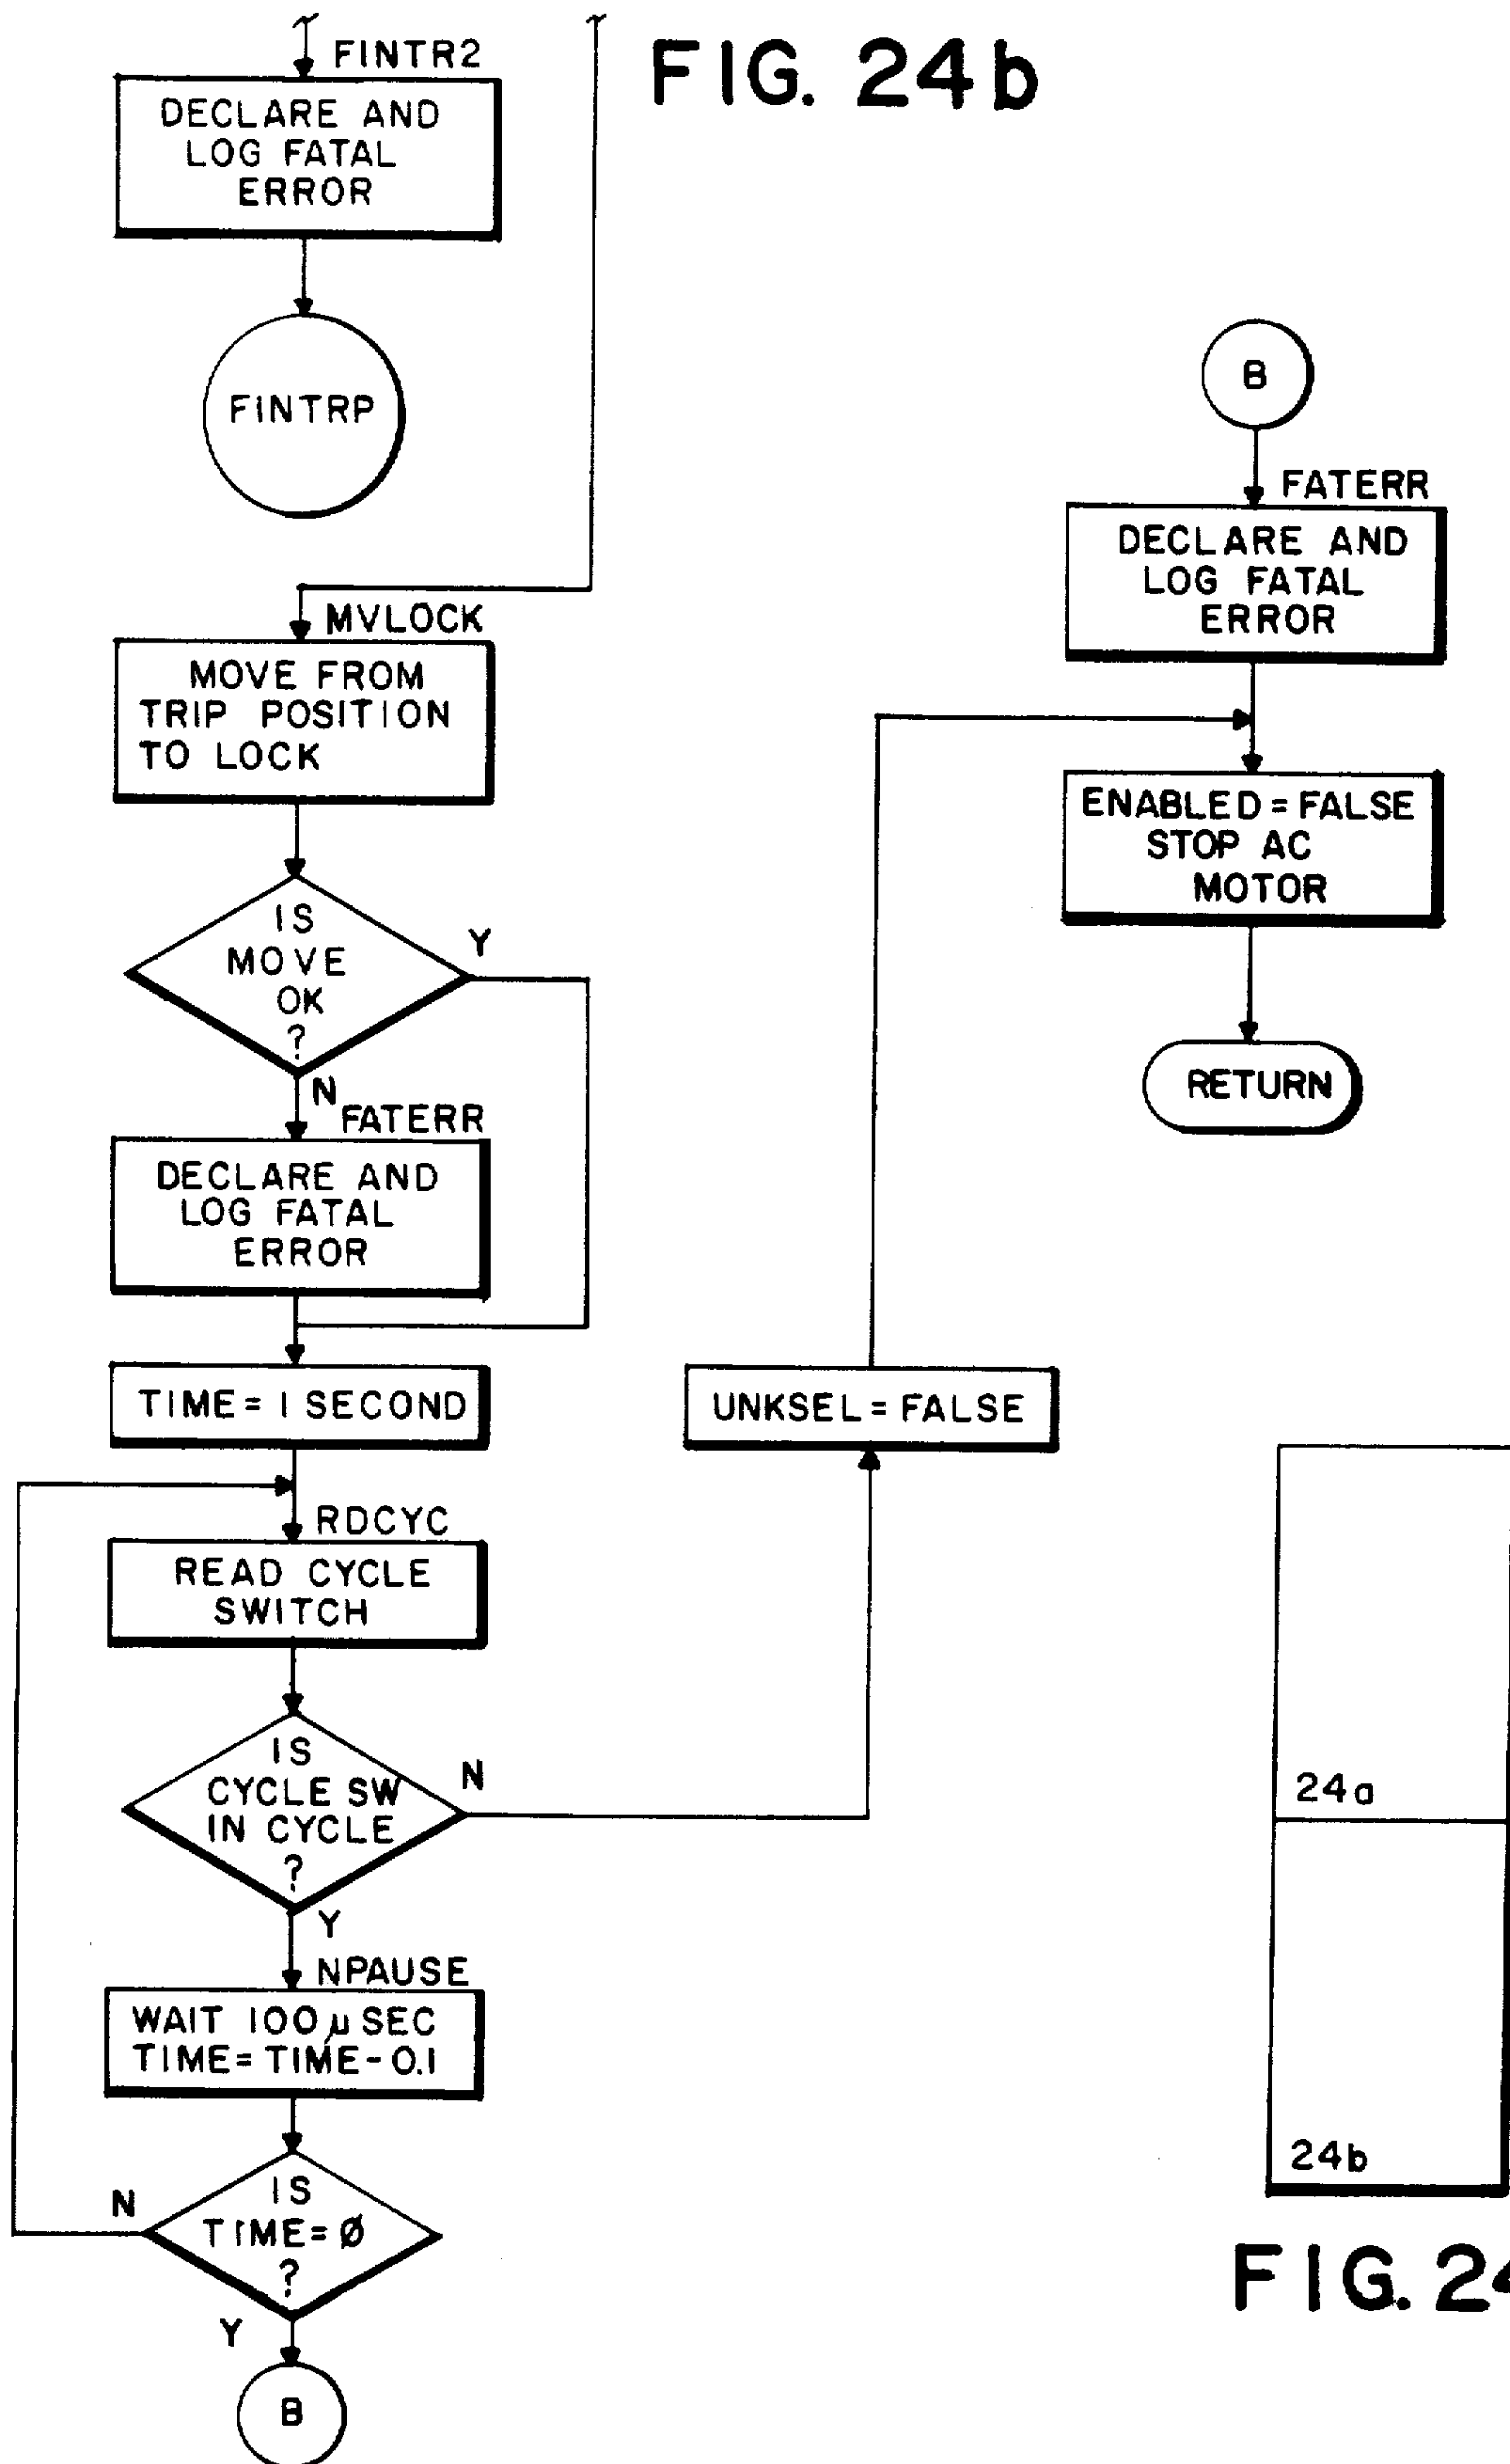 FINTR2
FIG. 24b
DECLARE AND
LOG FATAL
ERROR
FINTRP
MVLOCK
MOVE FROM
TRIP POSITION
TO LOCK
IS
MOVE
OK
?
Y
N
FATERR
DECLARE AND
LOG FATAL
ERROR
TIME = 1 SECOND
RDCYC
READ CYCLE
SWITCH
IS
CYCLE SW
IN CYCLE
?
N
Y
NPAUSE
WAIT 100 µ SEC
TIME = TIME - 0.1
IS
TIME = Ø
?
N
Y
B
UNKSEL = FALSE
B
FATERR
DECLARE AND
LOG FATAL
ERROR
ENABLED = FALSE
STOP AC
MOTOR
RETURN
24a
24b
FIG. 24